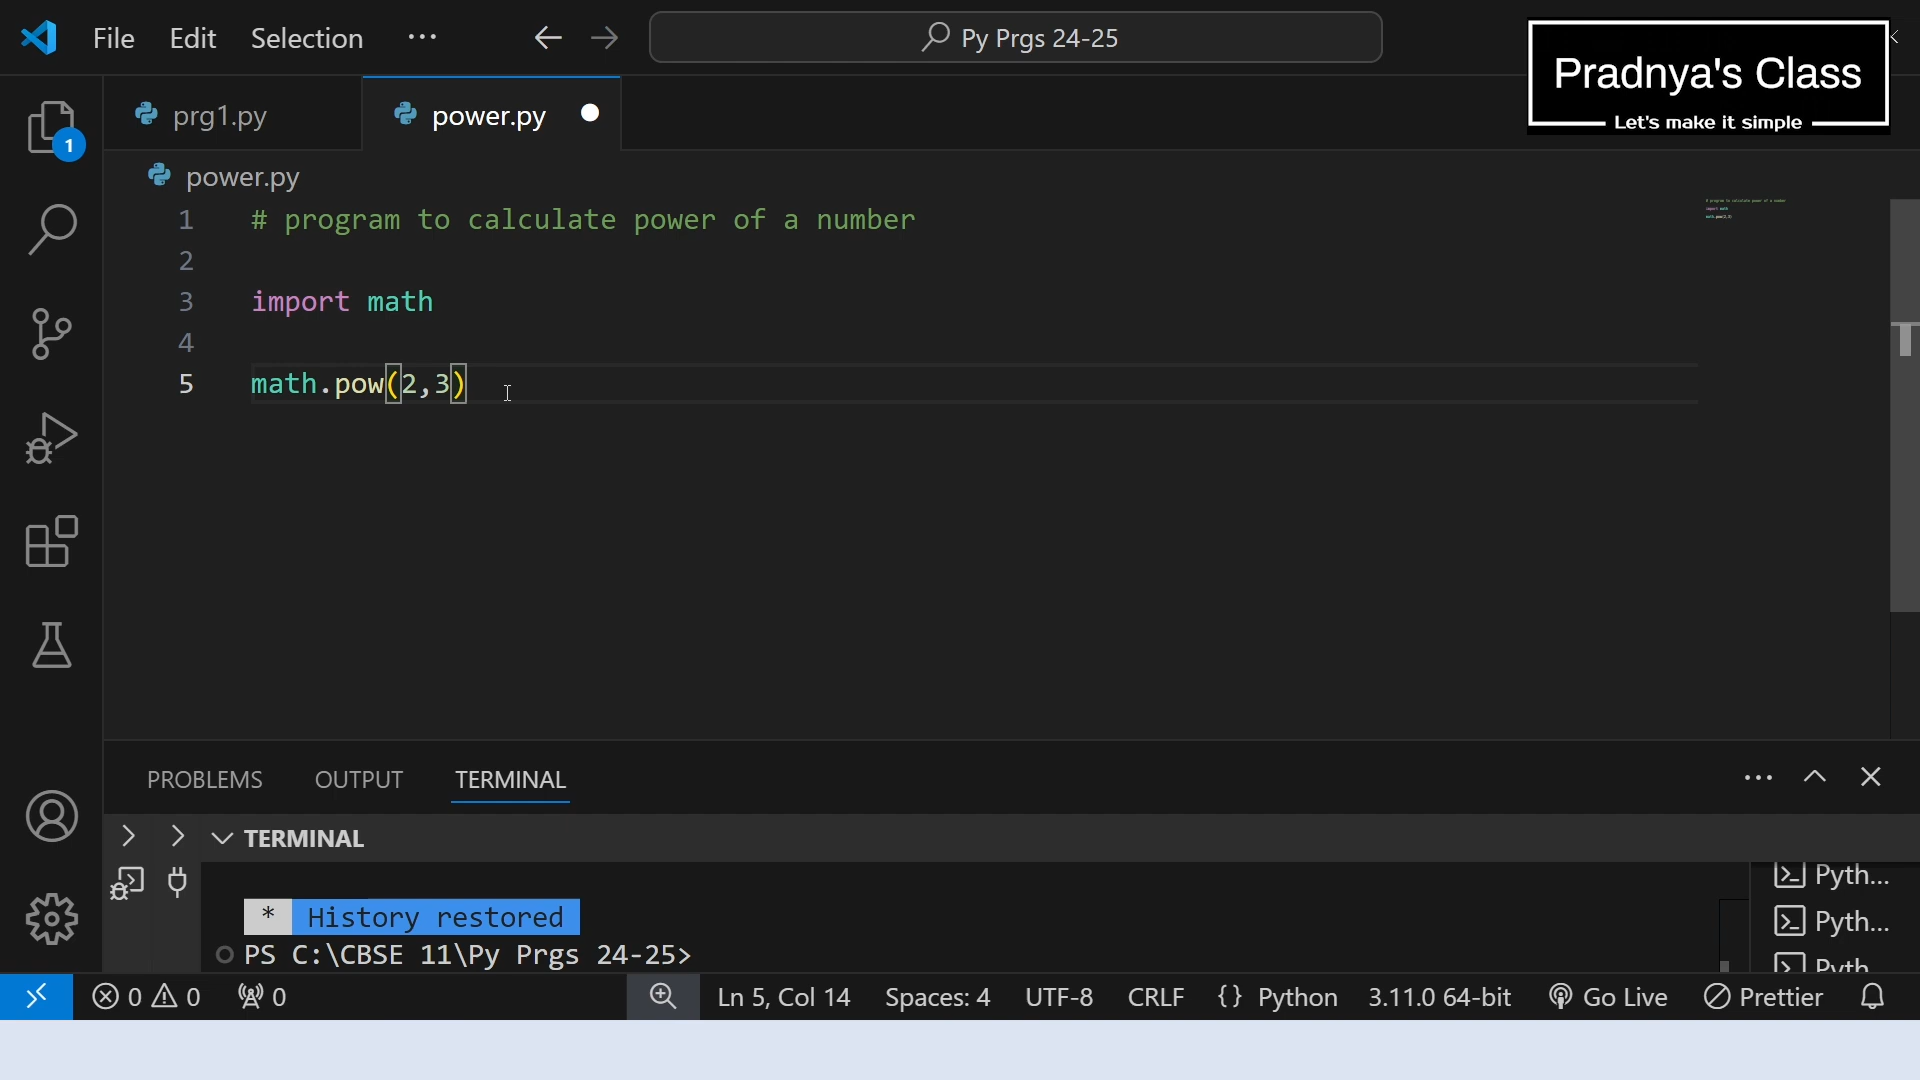 File Edit Selection ···
Py Prgs 24-25
Pradnya's Class
Let's make it simple
prg1.py
power.py
1
power.py
1 # program to calculate power of a number
2
3 import math
4
5 math.pow(2,3)
PROBLEMS OUTPUT TERMINAL ···
TERMINAL
Pyth...
* History restored
Pyth...
PS C:\CBSE 11\Py Prgs 24-25>
Pyth
0 0 0 Ln 5, Col 14 Spaces: 4 UTF-8 CRLF {} Python 3.11.0 64-bit Go Live Prettier